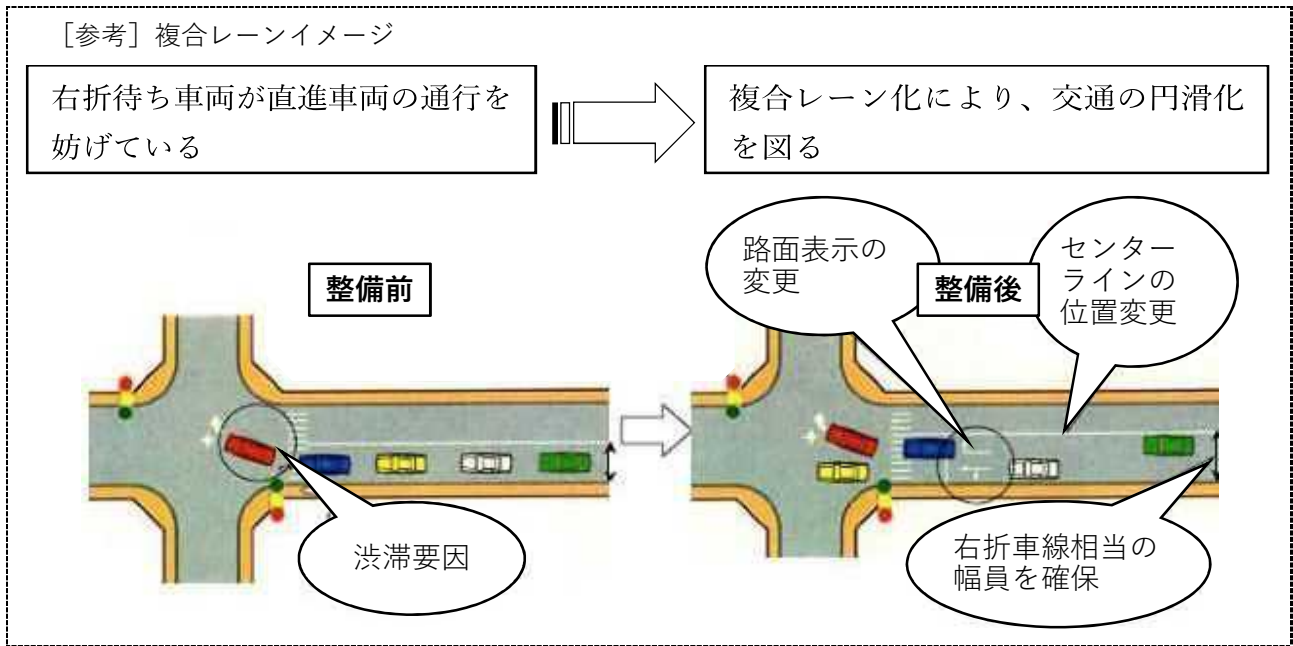 ［参考］複合レーンイメージ
右折待ち車両が直進車両の通行を
妨げている
複合レーン化により、交通の円滑化
を図る
整備前
路面表示の
変更
整備後
センター
ラインの
位置変更
渋滞要因
右折車線相当の
幅員を確保